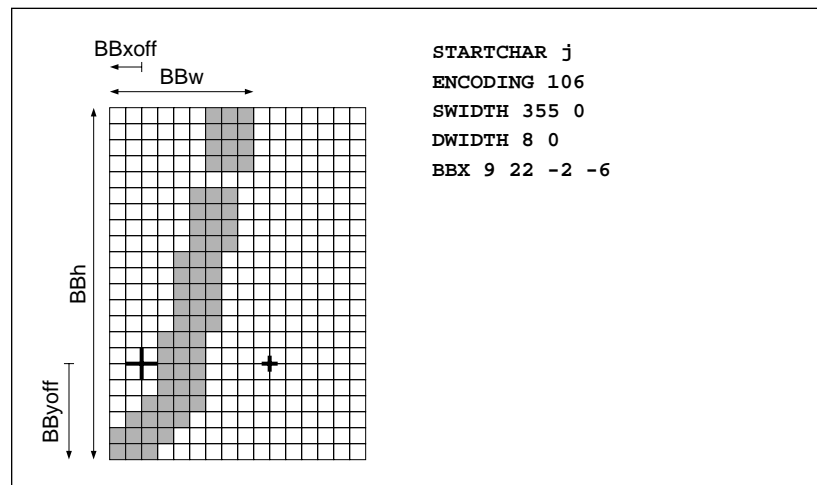 BBxoff
BBw
BBh
BByoff
STARTCHAR j
ENCODING 106
SWIDTH 355 0
DWIDTH 8 0
BBX 9 22 -2 -6